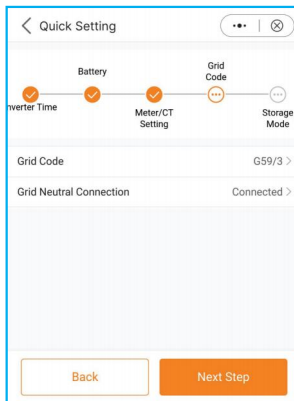 Quick Setting
Battery
Grid
Code
nverter Time
Meter/CT
Setting
Storage
Mode
Grid Code
G59/3
Grid Neutral Connection
Connected
Back
Next Step